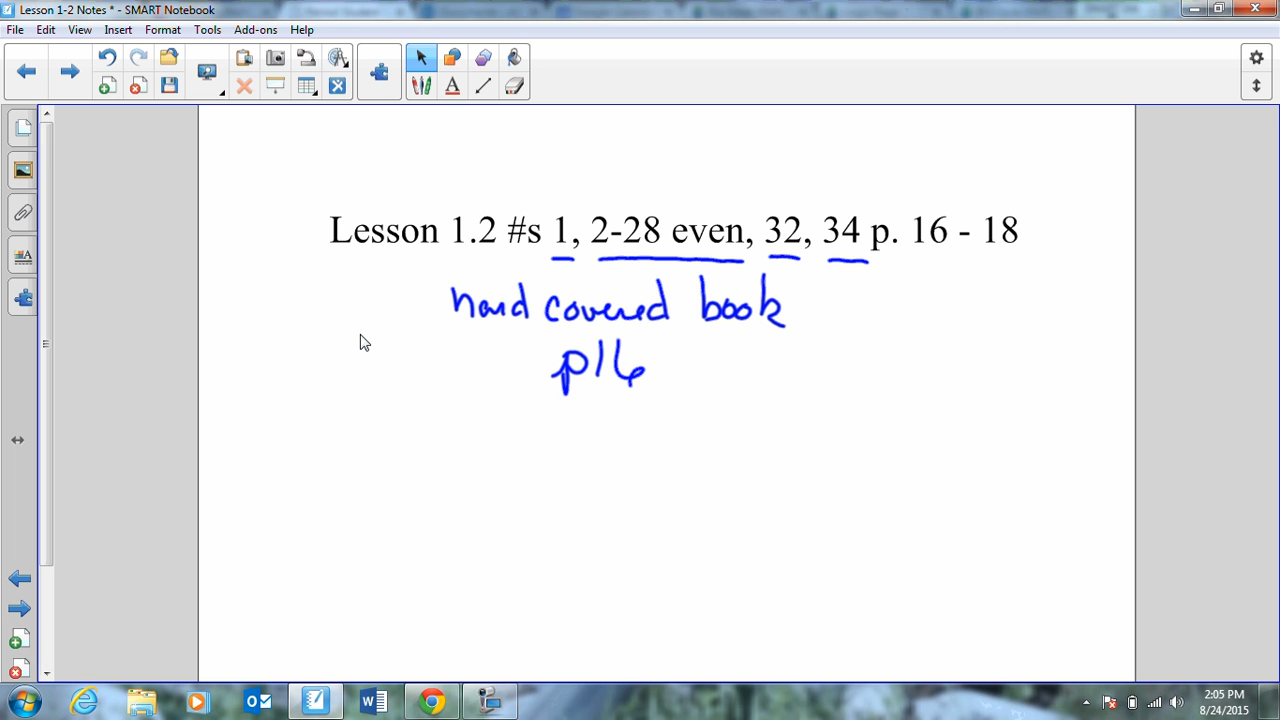 Lesson 1-2 Notes * - SMART Notebook
File Edit View Insert Format Tools Add-ons Help
Lesson 1.2 #s 1, 2-28 even, 32, 34 p. 16 - 18
hard covered book
p16
2:05 PM
8/24/2015